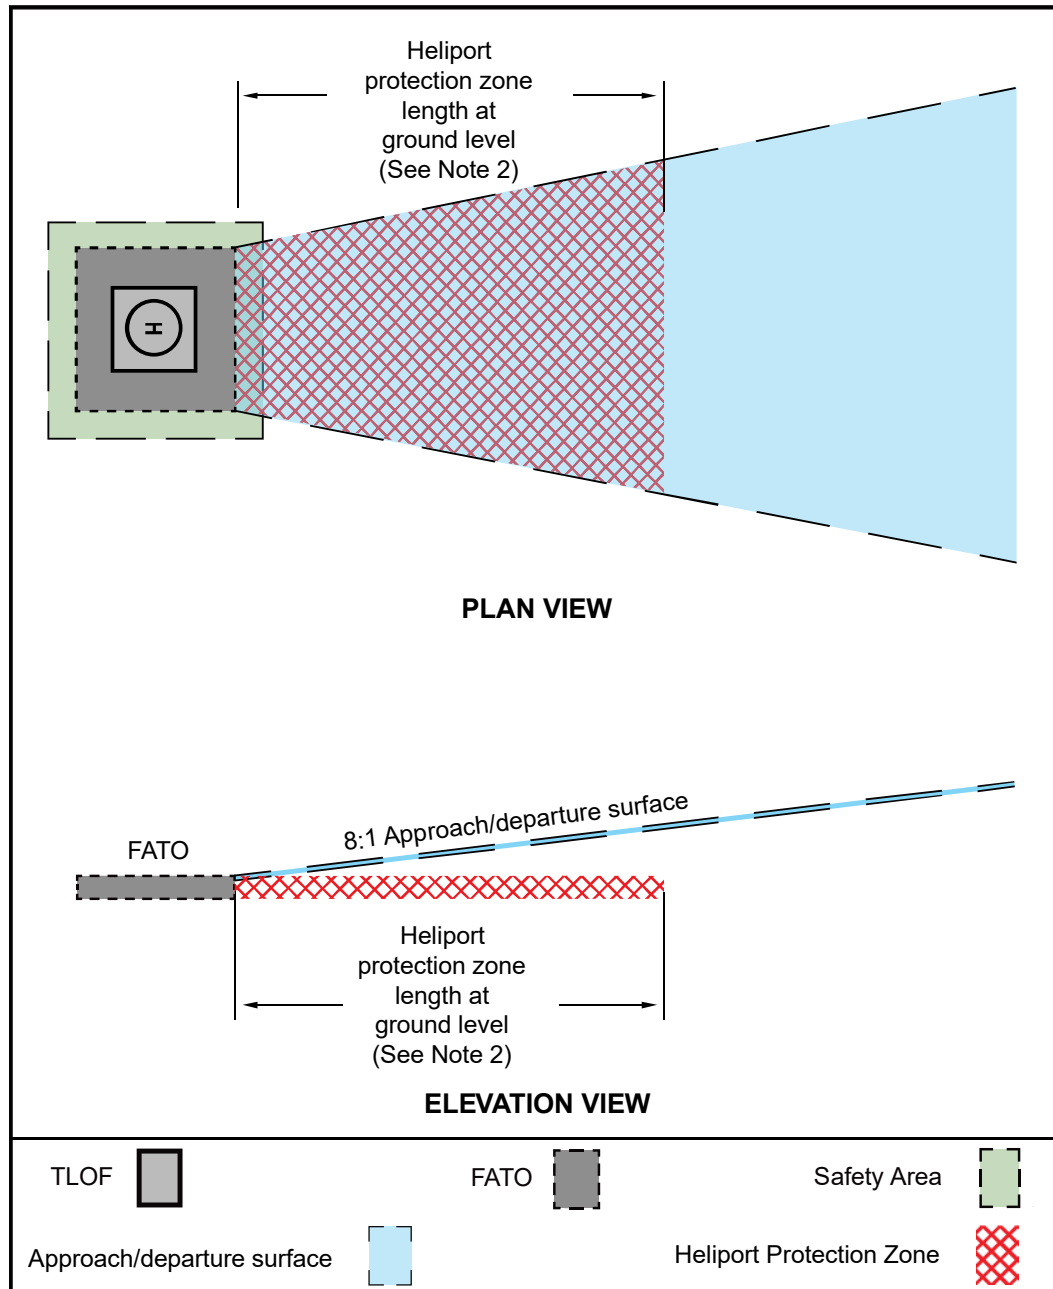 Heliport
protection zone
length at
ground level
(See Note 2)
H
PLAN VIEW
8:1 Approach/departure surface
FATO
Heliport
protection zone
length at
ground level
(See Note 2)
ELEVATION VIEW
TLOF
FATO
Safety Area
Approach/departure surface
Heliport Protection Zone